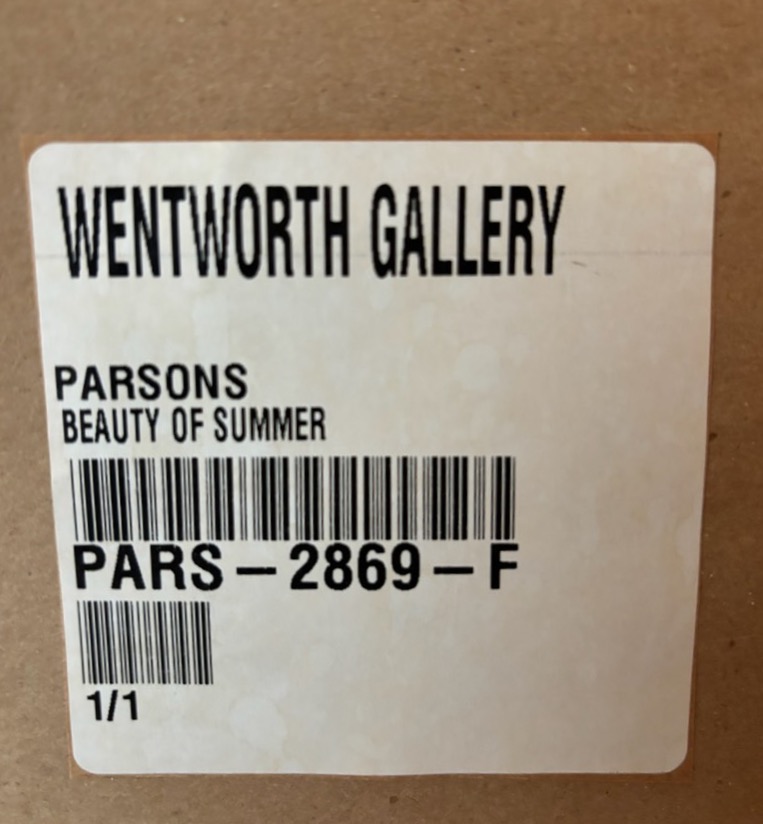 WENTWORTH GALLERY
PARSONS
BEAUTY OF SUMMER
PARS-2869-F
1/1